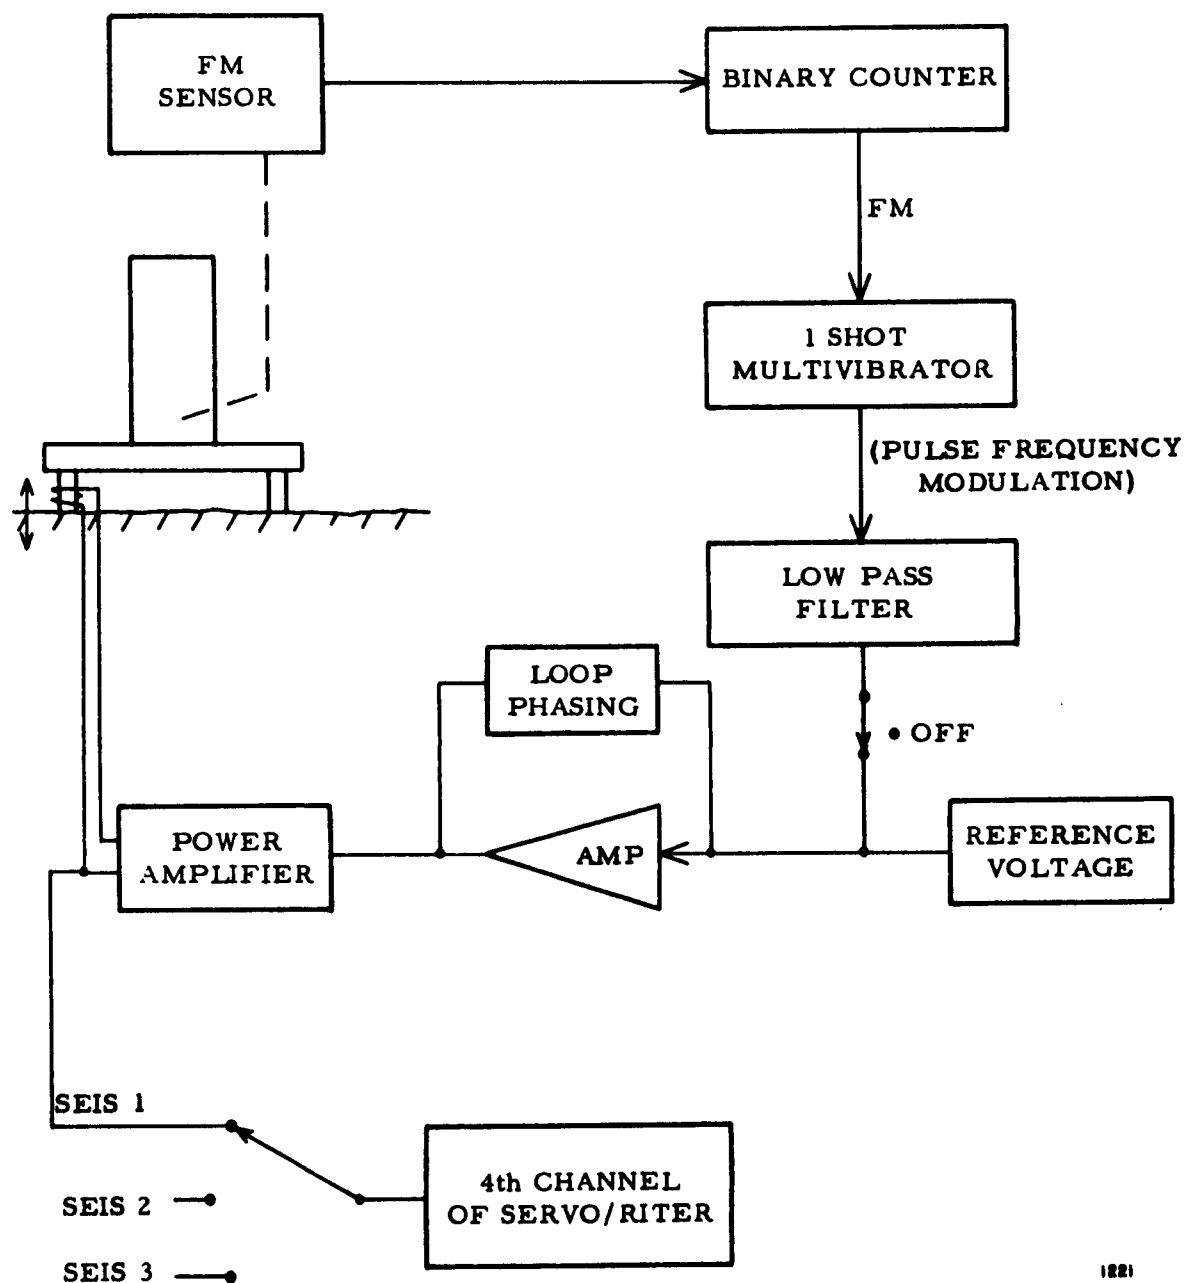 FM
SENSOR
BINARY COUNTER
FM
1 SHOT
MULTIVIBRATOR
(PULSE FREQUENCY
MODULATION)
LOW PASS
FILTER
LOOP
PHASING
OFF
POWER
AMPLIFIER
AMP
REFERENCE
VOLTAGE
SEIS 1
4th CHANNEL
OF SERVO/RITER
SEIS 2
SEIS 3
1221